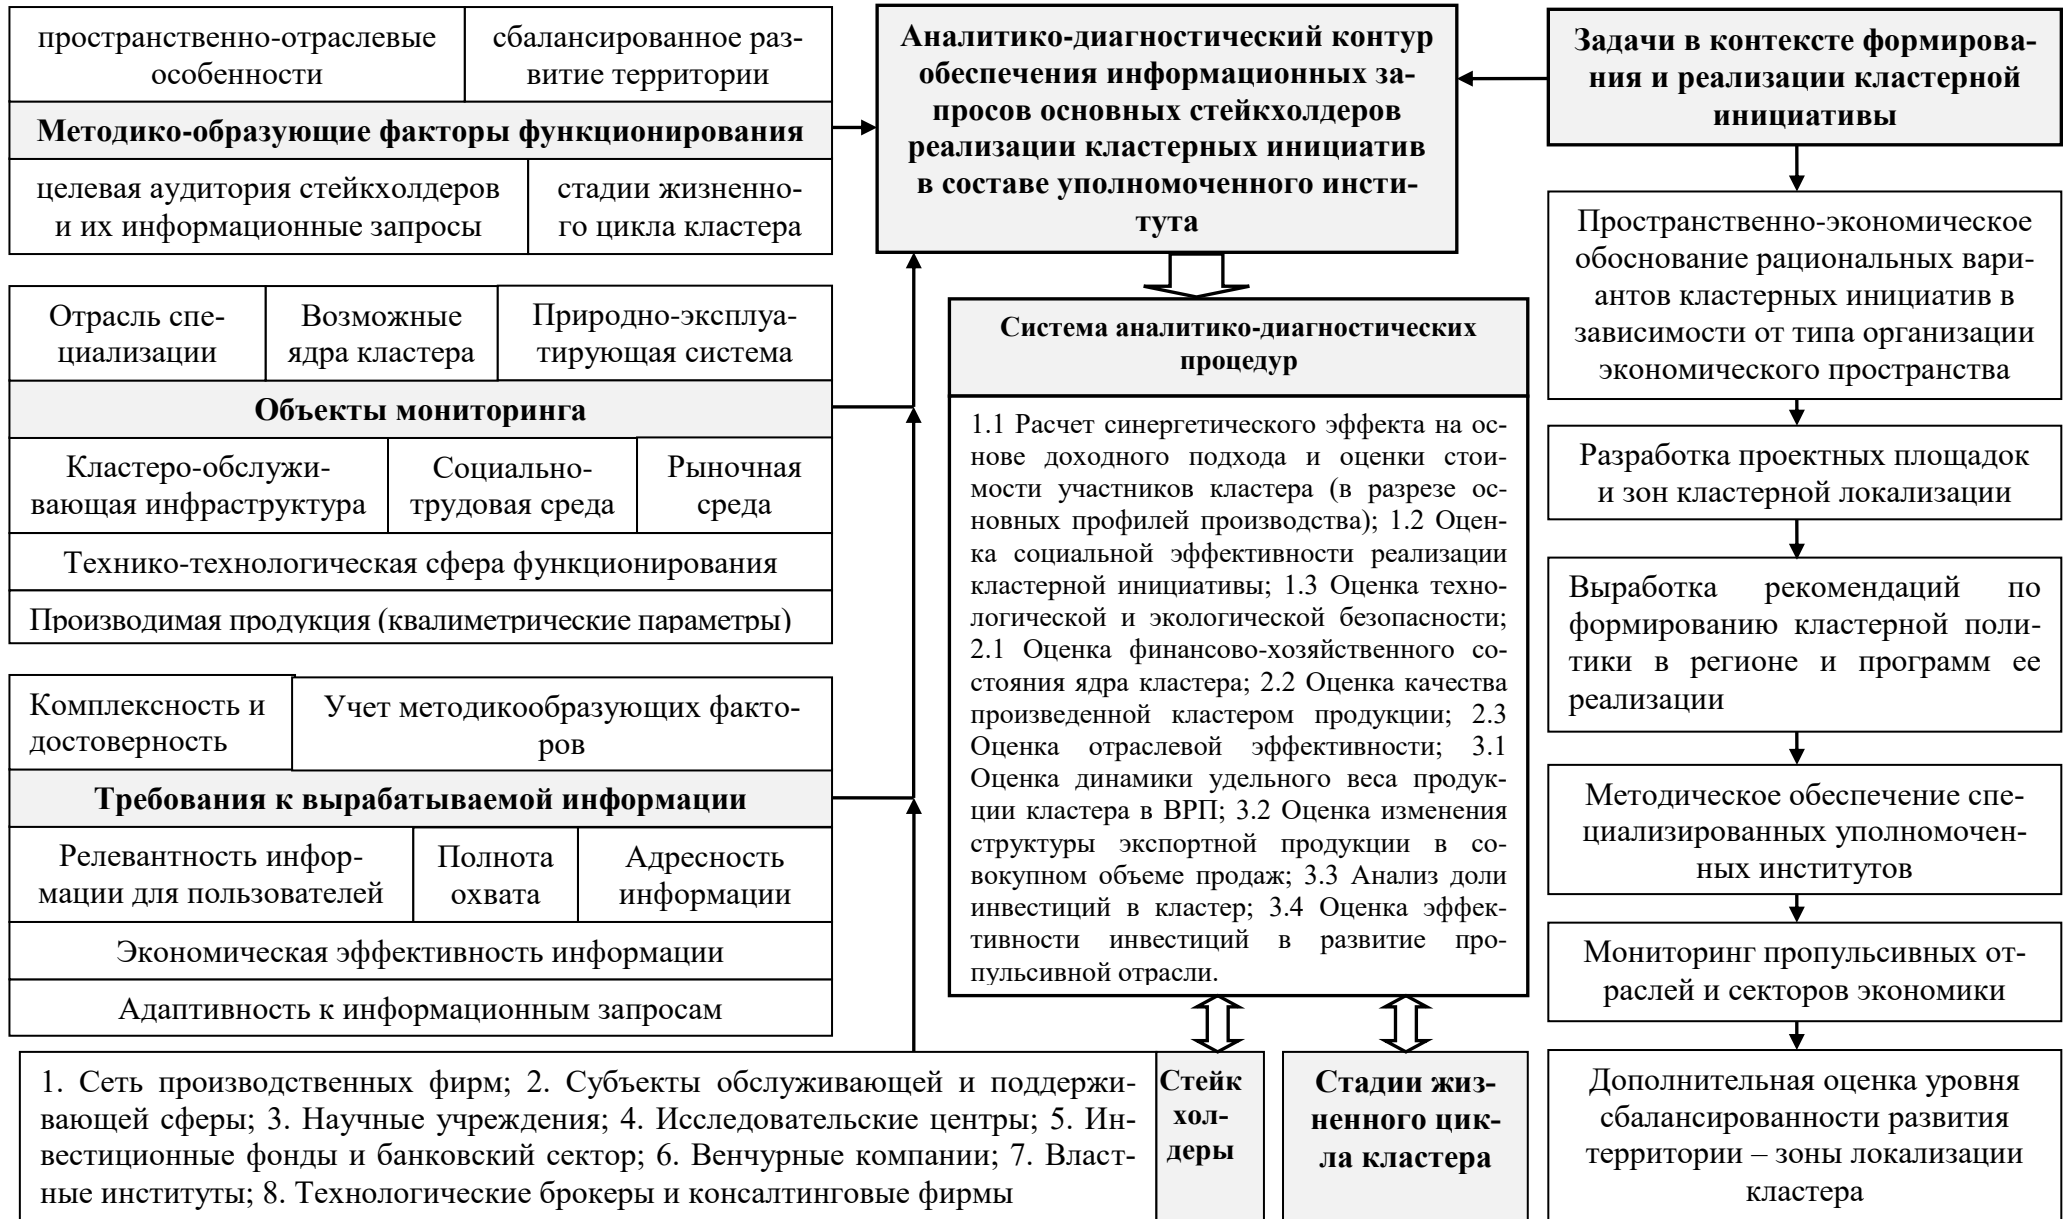 пространственно-отраслевые
особенности
сбалансированное раз-
витие территории
Методико-образующие факторы функционирования
целевая аудитория стейкхолдеров
и их информационные запросы
стадии жизненно-
го цикла кластера
Отрасль спе-
циализации
Возможные
ядра кластера
Природно-эксплуа-
тирующая система
Объекты мониторинга
Кластеро-обслужи-
вающая инфраструктура
Социально-
трудовая среда
Рыночная
среда
Технико-технологическая сфера функционирования
Производимая продукция (квалиметрические параметры)
Комплексность и
достоверность
Учет методикообразующих факто-
ров
Требования к вырабатываемой информации
Релевантность инфор-
мации для пользователей
Полнота
охвата
Адресность
информации
Экономическая эффективность информации
Адаптивность к информационным запросам
1. Сеть производственных фирм; 2. Субъекты обслуживающей и поддержи-
вающей сферы; 3. Научные учреждения; 4. Исследовательские центры; 5. Ин-
вестиционные фонды и банковский сектор; 6. Венчурные компании; 7. Власт-
ные институты; 8. Технологические брокеры и консалтинговые фирмы
Стейк
хол-
деры
Стадии жиз-
ненного цик-
ла кластера
Аналитико-диагностический контур
обеспечения информационных за-
просов основных стейкхолдеров
реализации кластерных инициатив
в составе уполномоченного инсти-
тута
Система аналитико-диагностических
процедур
1.1 Расчет синергетического эффекта на ос-
нове доходного подхода и оценки стои-
мости участников кластера (в разрезе ос-
новных профилей производства); 1.2 Оцен-
ка социальной эффективности реализации
кластерной инициативы; 1.3 Оценка техно-
логической и экологической безопасности;
2.1 Оценка финансово-хозяйственного со-
стояния ядра кластера; 2.2 Оценка качества
произведенной кластером продукции; 2.3
Оценка отраслевой эффективности; 3.1
Оценка динамики удельного веса продук-
ции кластера в ВРП; 3.2 Оценка изменения
структуры экспортной продукции в со-
вокупном объеме продаж; 3.3 Анализ доли
инвестиций в кластер; 3.4 Оценка эффек-
тивности инвестиций в развитие про-
пульсивной отрасли.
Задачи в контексте формирова-
ния и реализации кластерной
инициативы
Пространственно-экономическое
обоснование рациональных вари-
антов кластерных инициатив в
зависимости от типа организации
экономического пространства
Разработка проектных площадок
и зон кластерной локализации
Выработка рекомендаций по
формированию кластерной поли-
тики в регионе и программ ее
реализации
Методическое обеспечение спе-
циализированных уполномочен-
ных институтов
Мониторинг пропульсивных от-
раслей и секторов экономики
Дополнительная оценка уровня
сбалансированности развития
территории – зоны локализации
кластера